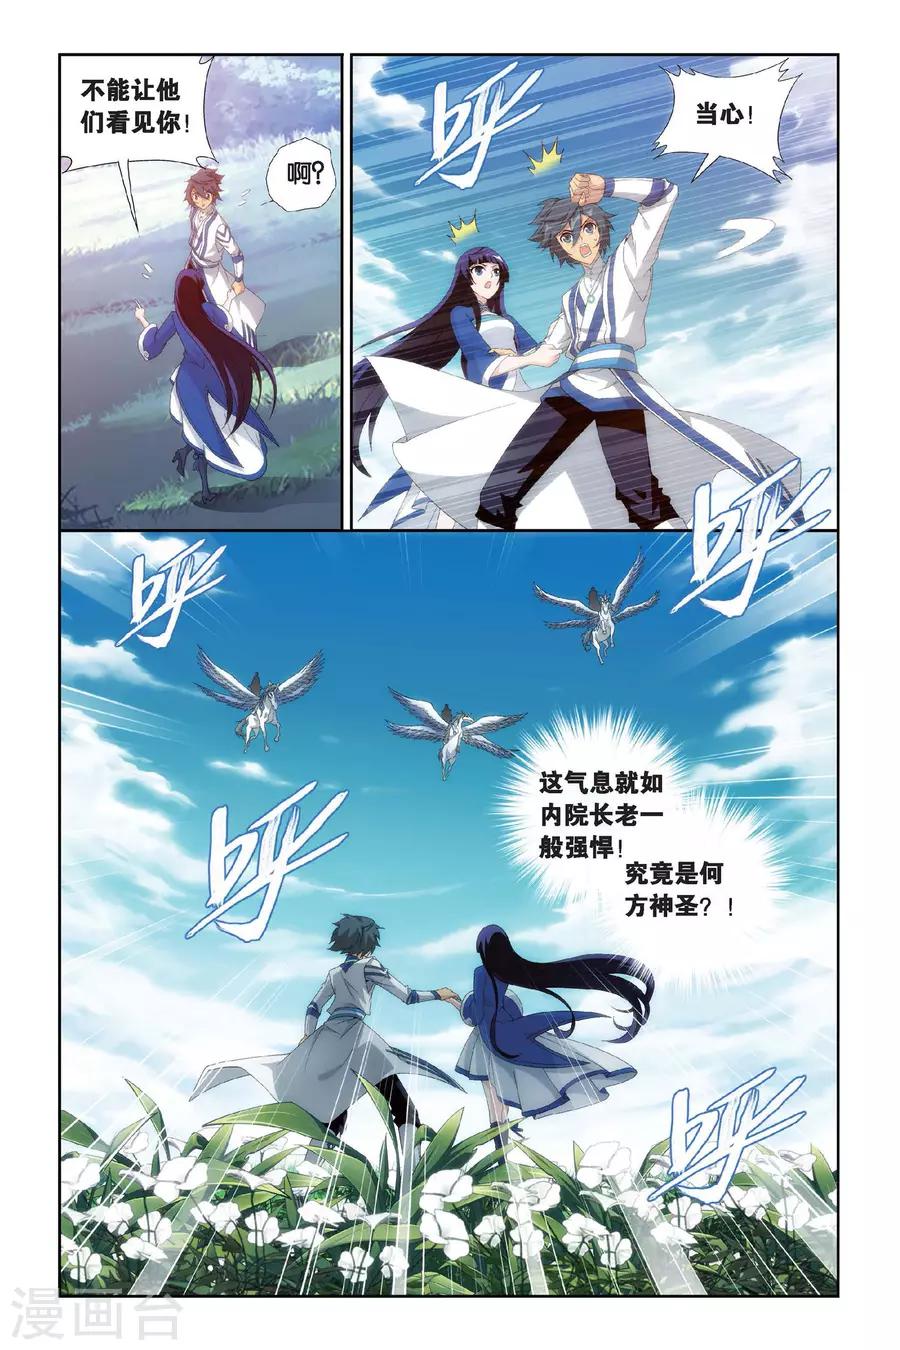 不能让他
们看见你！
啊？
呼
当心！
呼
呼
呼
这气息就如
内院长老一
般强悍！
究竟是何
方神圣？！
呼
漫画台